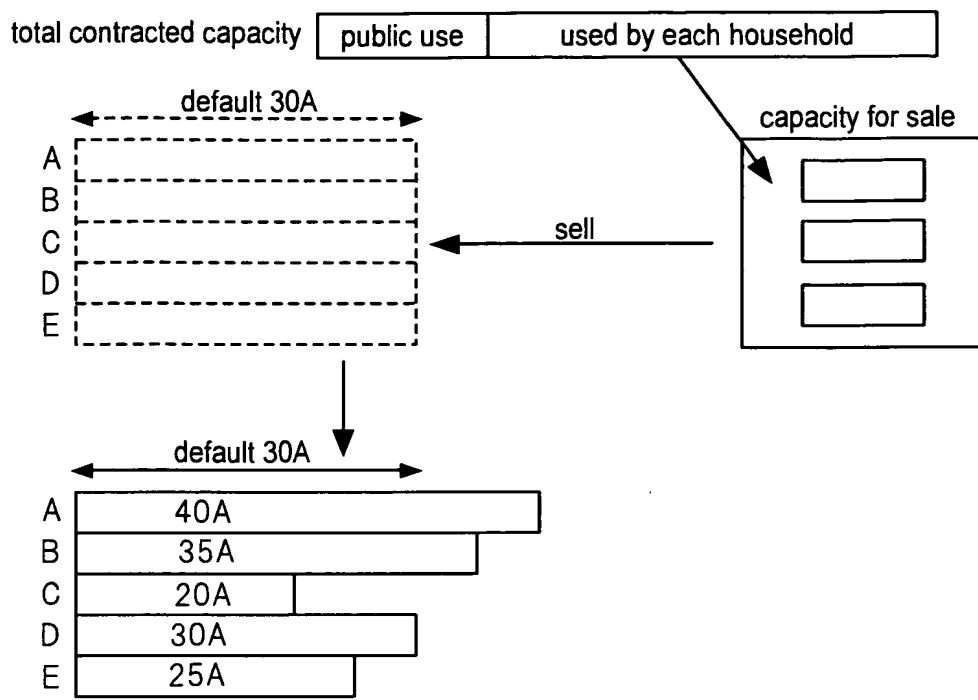 total contracted capacity public use used by each household
default 30A
capacity for sale
A
B
C
D
E
sell
default 30A
A 40A
B 35A
C 20A
D 30A
E 25A